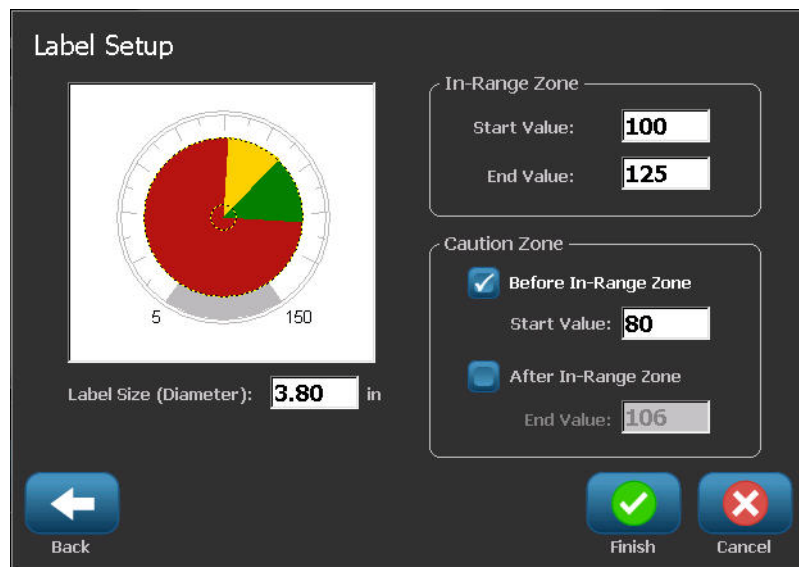 Label Setup
5
150
Label Size (Diameter): 3.80 in
In-Range Zone
Start Value: 100
End Value: 125
Caution Zone
Before In-Range Zone
Start Value: 80
After In-Range Zone
End Value: 106
Back
Finish
Cancel